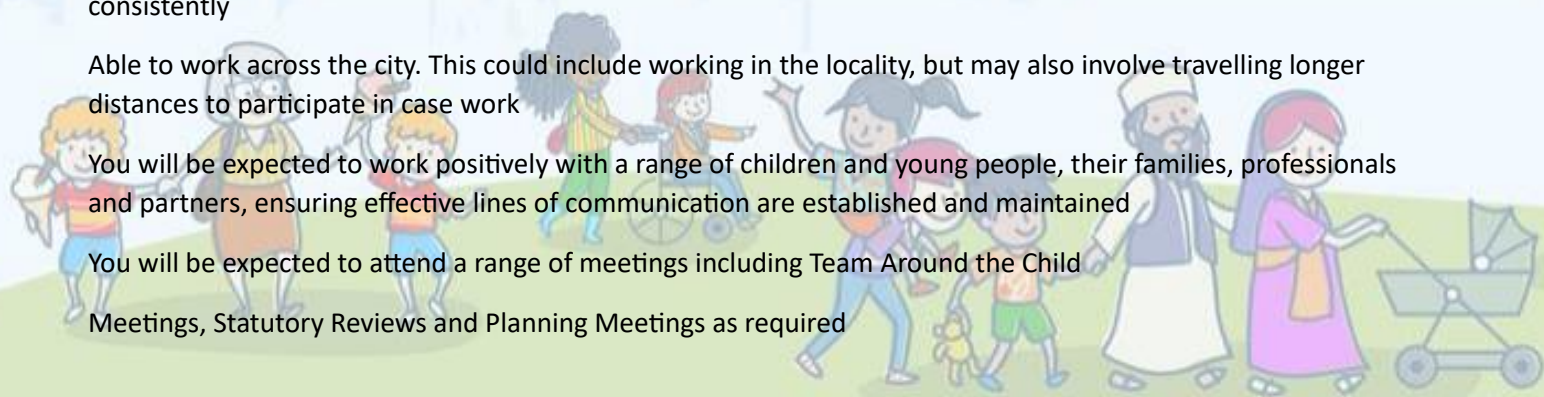 consistently
Able to work across the city. This could include working in the locality, but may also involve travelling longer
distances to participate in case work
You will be expected to work positively with a range of children and young people, their families, professionals
and partners, ensuring effective lines of communication are established and maintained
You will be expected to attend a range of meetings including Team Around the Child
Meetings, Statutory Reviews and Planning Meetings as required